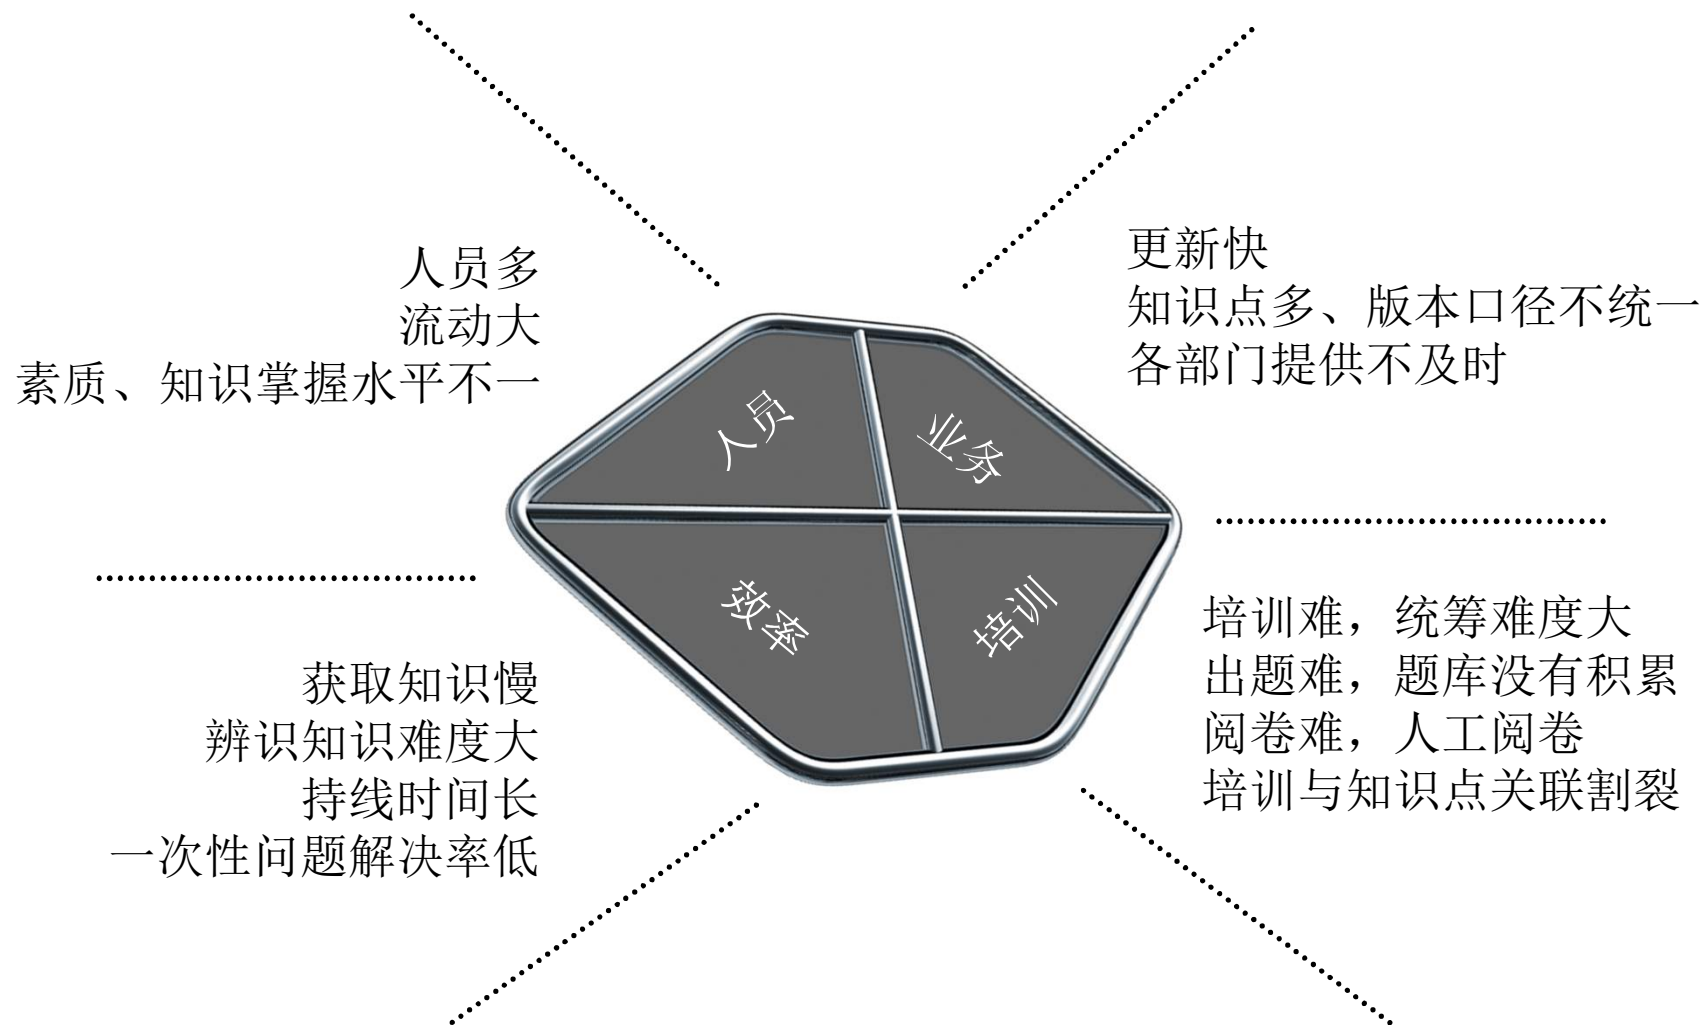 人员多
流动大
素质、知识掌握水平不一
更新快
知识点多、版本口径不统一
各部门提供不及时
人员
业务
效率
培训
获取知识慢
辨识知识难度大
持线时间长
一次性问题解决率低
培训难，统筹难度大
出题难，题库没有积累
阅卷难，人工阅卷
培训与知识点关联割裂